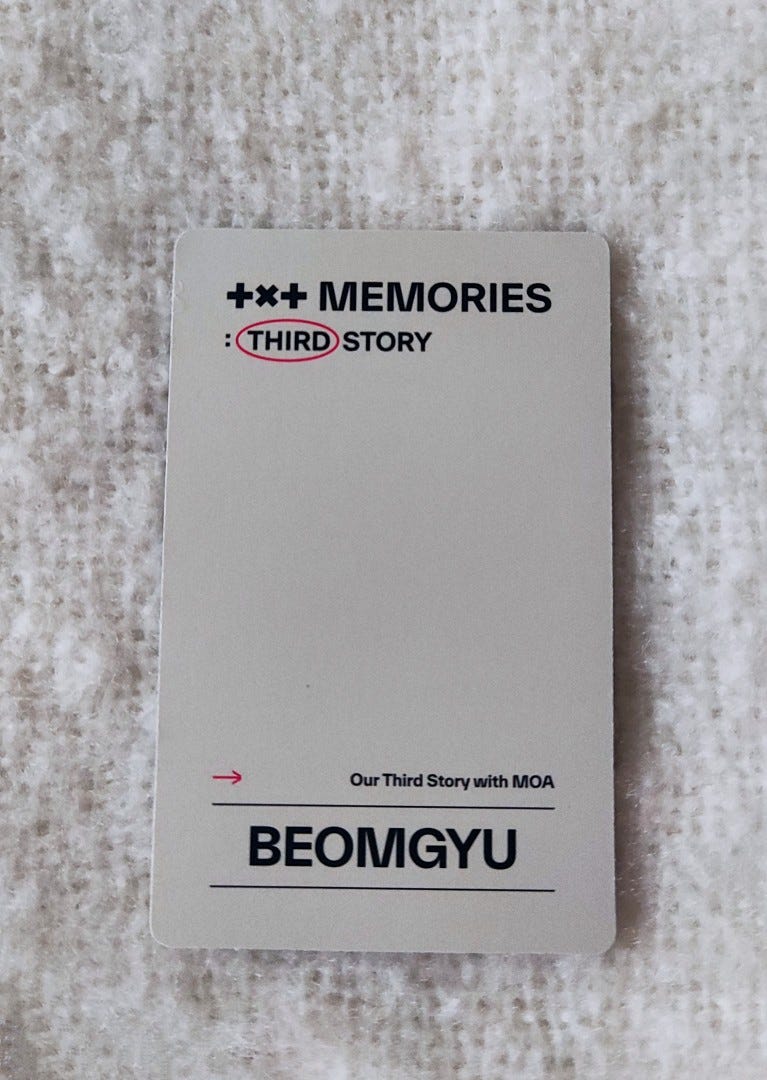 +×+ MEMORIES
: THIRD STORY
→ Our Third Story with MOA
BEOMGYU